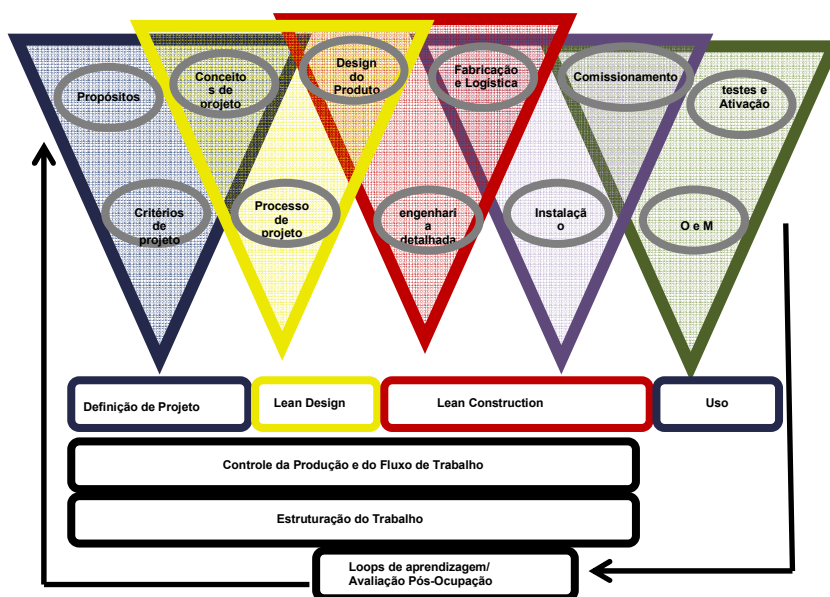 Propósitos
Conceito
s de
projeto
Design
do
Produto
Fabricação
e Logística
Comissionamento
testes e
Ativação
Critérios
de
projeto
Processo
de
projeto
engenhari
a
detalhada
Instalaçã
o
O e M
Definição de Projeto
Lean Design
Lean Construction
Uso
Controle da Produção e do Fluxo de Trabalho
Estruturação do Trabalho
Loops de aprendizagem/
Avaliação Pós-Ocupação